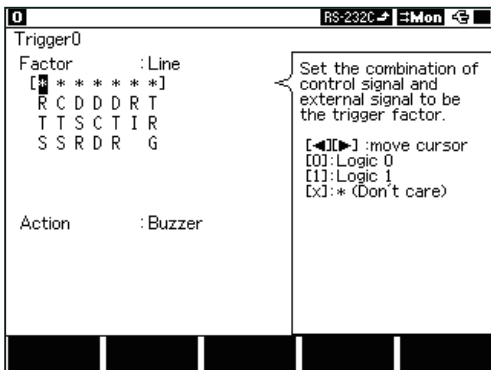 0 RS-232C Mon
Trigger0
Factor :Line
[* * * * * * *]
R C D D D R T
T T S C T I R
S S R D R G
Action :Buzzer
Set the combination of
control signal and
external signal to be
the trigger factor.
[◀][▶] :move cursor
[0]:Logic 0
[1]:Logic 1
[x]:* (Don't care)